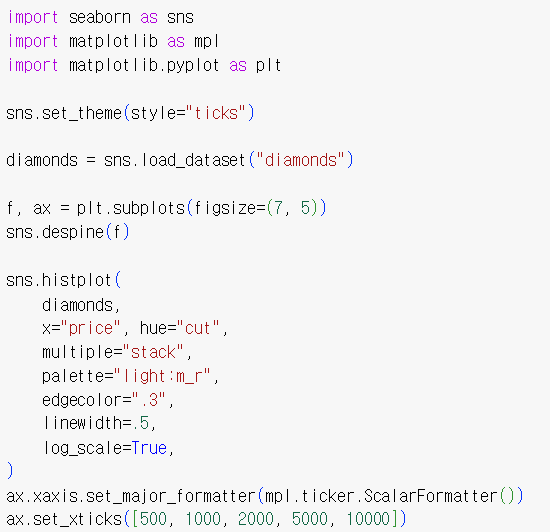 import seaborn as sns
import matplotlib as mpl
import matplotlib.pyplot as plt

sns.set_theme(style="ticks")

diamonds = sns.load_dataset("diamonds")

f, ax = plt.subplots(figsize=(7, 5))
sns.despine(f)

sns.histplot(
    diamonds,
    x="price", hue="cut",
    multiple="stack",
    palette="light:m_r",
    edgecolor=".3",
    linewidth=.5,
    log_scale=True,
)
ax.xaxis.set_major_formatter(mpl.ticker.ScalarFormatter())
ax.set_xticks([500, 1000, 2000, 5000, 10000])